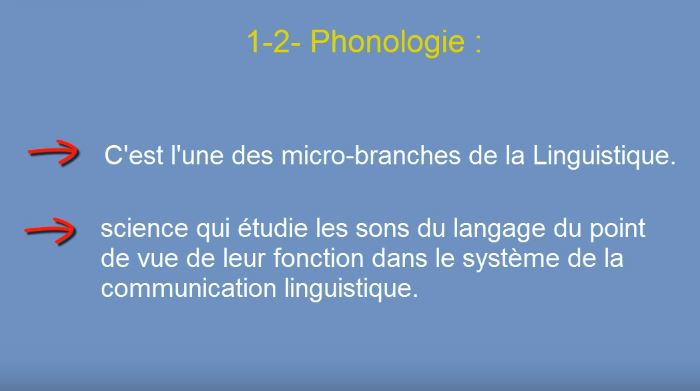 1-2- Phonologie :
C'est l'une des micro-branches de la Linguistique.
science qui étudie les sons du langage du point
de vue de leur fonction dans le système de la
communication linguistique.